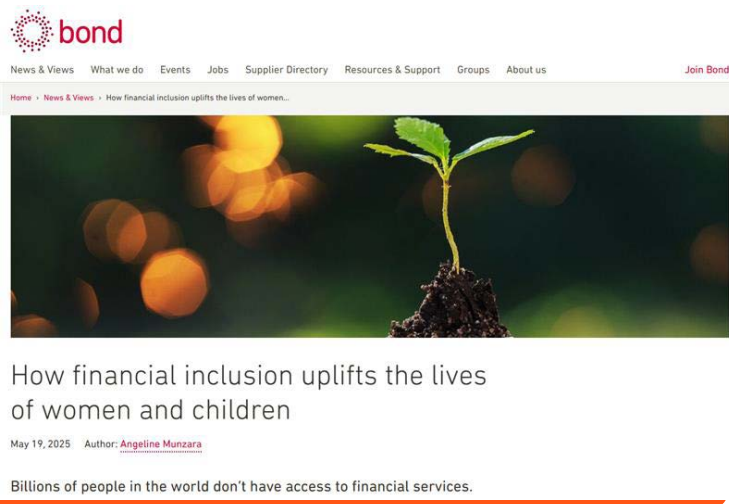 bond
News & Views What we do Events Jobs Supplier Directory Resources & Support Groups About us Join Bond
Home › News & Views › How financial inclusion uplifts the lives of women...
How financial inclusion uplifts the lives
of women and children
May 19, 2025 Author: Angeline Munzara
Billions of people in the world don’t have access to financial services.